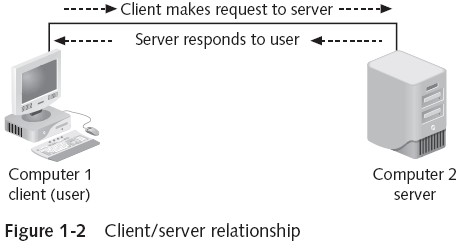 Client makes request to server
Server responds to user
Computer 1
client (user)
Computer 2
server
Figure 1-2 Client/server relationship